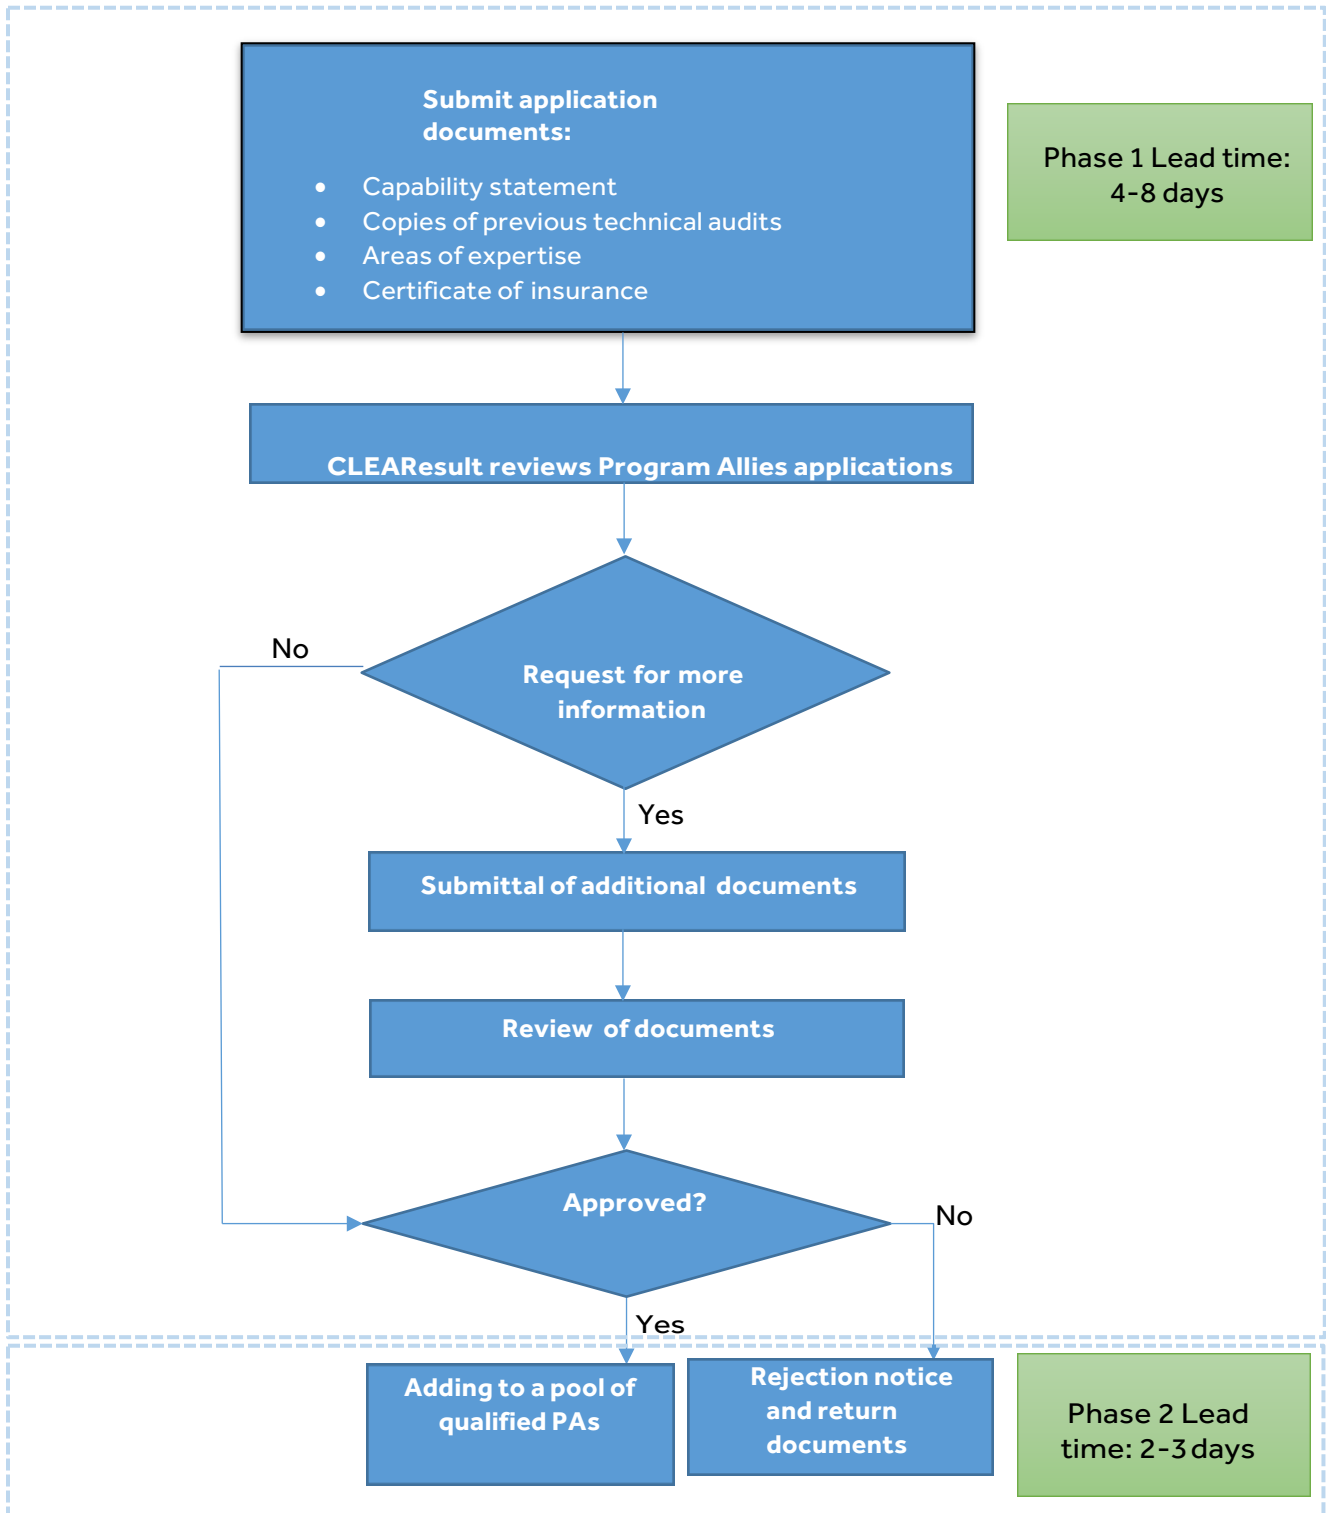 Submit application
documents:
• Capability statement
• Copies of previous technical audits
• Areas of expertise
• Certificate of insurance
Phase 1 Lead time:
4-8 days
CLEAResult reviews Program Allies applications
No
Request for more
information
Yes
Submittal of additional documents
Review of documents
Approved?
No
Yes
Adding to a pool of
qualified PAs
Rejection notice
and return
documents
Phase 2 Lead
time: 2-3 days